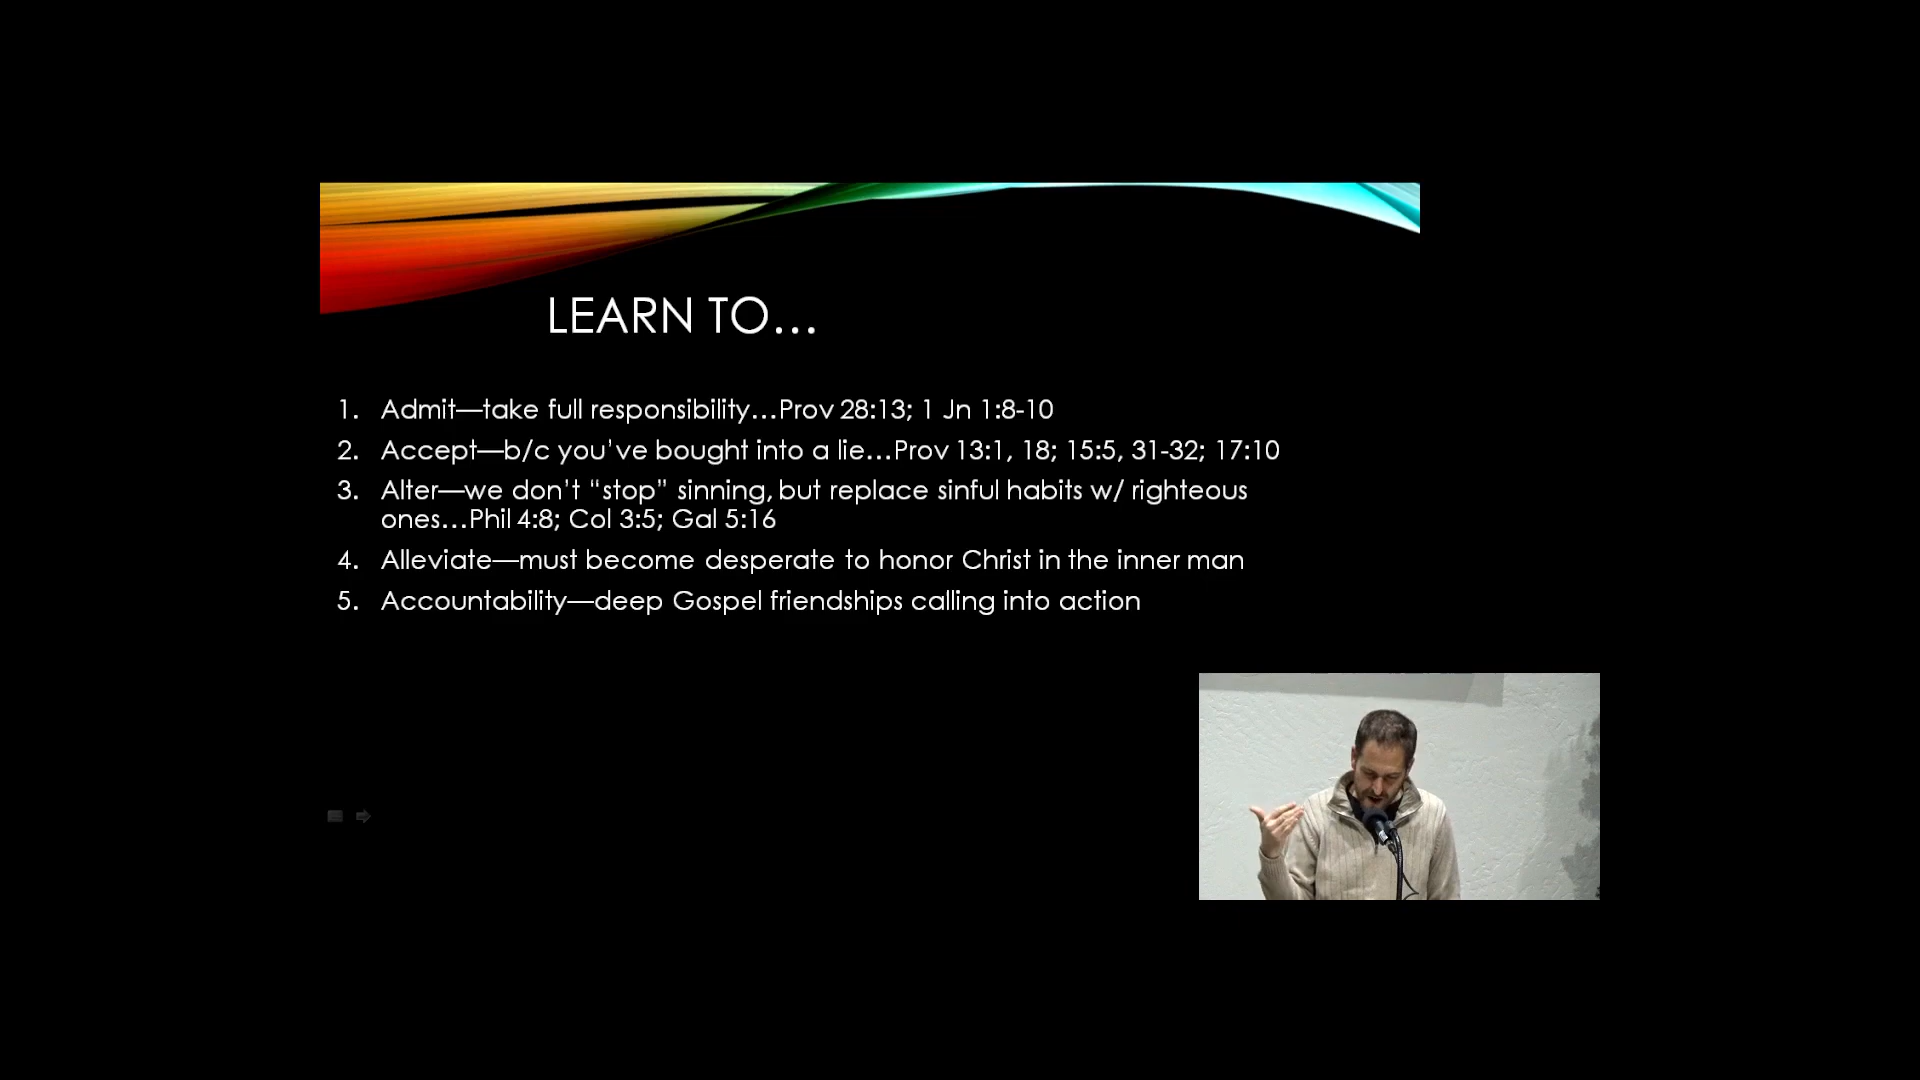 LEARN TO...
1. Admit—take full responsibility...Prov 28:13; 1 Jn 1:8-10
2. Accept—b/c you've bought into a lie...Prov 13:1, 18; 15:5, 31-32; 17:10
3. Alter—we don't “stop” sinning, but replace sinful habits w/ righteous
ones...Phil 4:8; Col 3:5; Gal 5:16
4. Alleviate—must become desperate to honor Christ in the inner man
5. Accountability—deep Gospel friendships calling into action